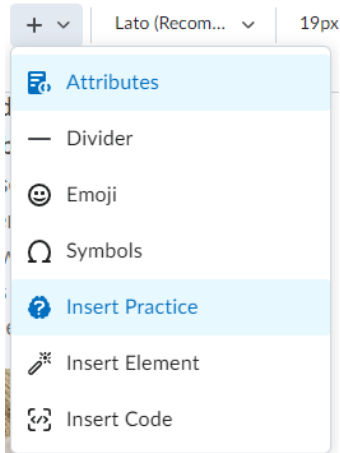 Lato (Recom... 19px
Attributes
Divider
Emoji
Symbols
Insert Practice
Insert Element
Insert Code